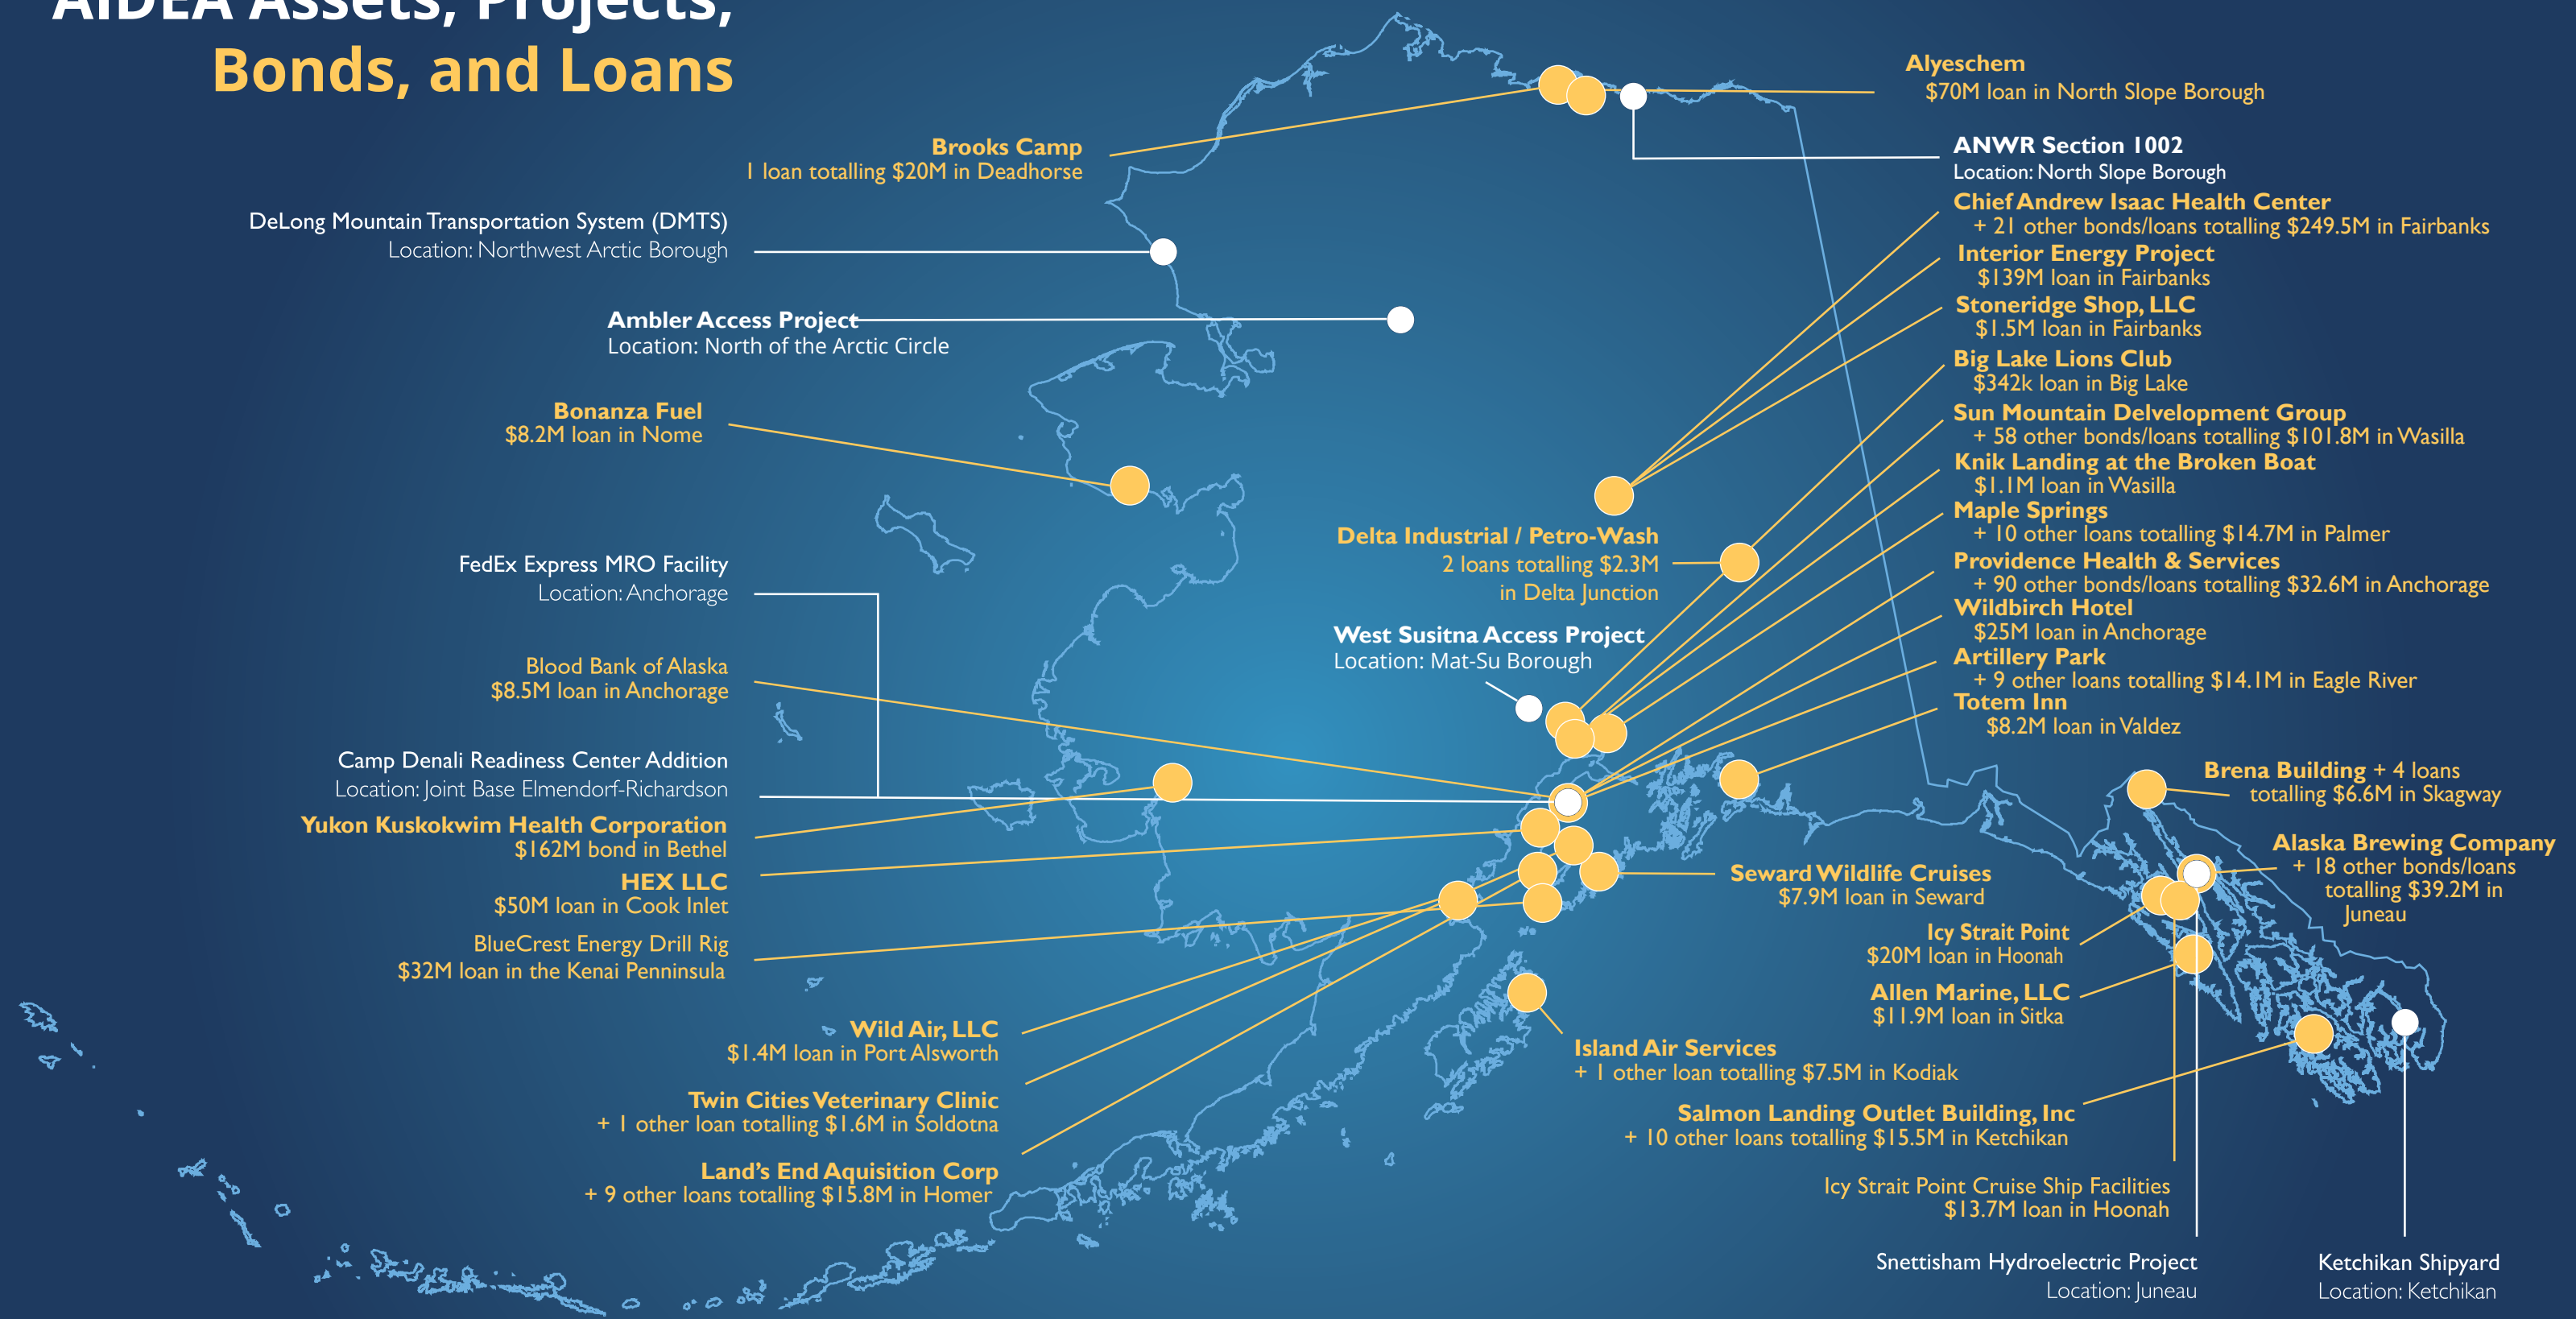 AIDEA Assets, Projects,
Bonds, and Loans
Alyeschem
$70M loan in North Slope Borough
Brooks Camp
1 loan totalling $20M in Deadhorse
ANWR Section 1002
Location: North Slope Borough
DeLong Mountain Transportation System (DMTS)
Location: Northwest Arctic Borough
Chief Andrew Isaac Health Center
+ 21 other bonds/loans totalling $249.5M in Fairbanks
Interior Energy Project
$139M loan in Fairbanks
Ambler Access Project
Location: North of the Arctic Circle
Stoneridge Shop, LLC
$1.5M loan in Fairbanks
Big Lake Lions Club
$342k loan in Big Lake
Bonanza Fuel
$8.2M loan in Nome
Sun Mountain Delvelopment Group
+ 58 other bonds/loans totalling $101.8M in Wasilla
Knik Landing at the Broken Boat
$1.1M loan in Wasilla
Maple Springs
+ 10 other loans totalling $14.7M in Palmer
Delta Industrial / Petro-Wash
2 loans totalling $2.3M
in Delta Junction
FedEx Express MRO Facility
Location: Anchorage
Providence Health & Services
+ 90 other bonds/loans totalling $32.6M in Anchorage
Wildbirch Hotel
$25M loan in Anchorage
West Susitna Access Project
Location: Mat-Su Borough
Artillery Park
+ 9 other loans totalling $14.1M in Eagle River
Blood Bank of Alaska
$8.5M loan in Anchorage
Totem Inn
$8.2M loan in Valdez
Camp Denali Readiness Center Addition
Location: Joint Base Elmendorf-Richardson
Brena Building + 4 loans
totalling $6.6M in Skagway
Yukon Kuskokwim Health Corporation
$162M bond in Bethel
Alaska Brewing Company
+ 18 other bonds/loans
totalling $39.2M in
Juneau
HEX LLC
$50M loan in Cook Inlet
Seward Wildlife Cruises
$7.9M loan in Seward
BlueCrest Energy Drill Rig
$32M loan in the Kenai Penninsula
Icy Strait Point
$20M loan in Hoonah
Allen Marine, LLC
$11.9M loan in Sitka
Wild Air, LLC
$1.4M loan in Port Alsworth
Island Air Services
+ 1 other loan totalling $7.5M in Kodiak
Twin Cities Veterinary Clinic
+ 1 other loan totalling $1.6M in Soldotna
Salmon Landing Outlet Building, Inc
+ 10 other loans totalling $15.5M in Ketchikan
Land's End Aquisition Corp
+ 9 other loans totalling $15.8M in Homer
Icy Strait Point Cruise Ship Facilities
$13.7M loan in Hoonah
Snettisham Hydroelectric Project
Location: Juneau
Ketchikan Shipyard
Location: Ketchikan